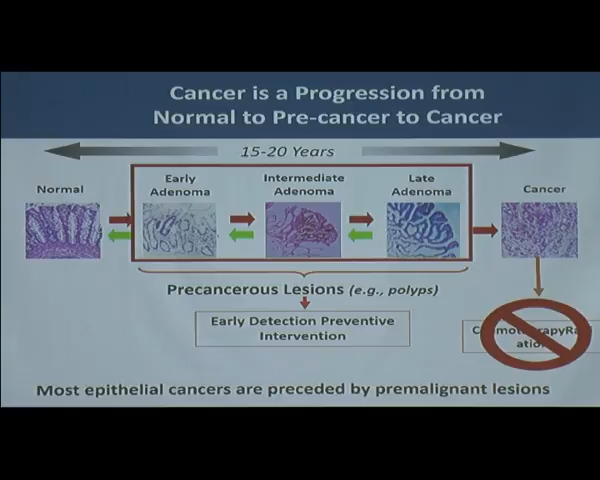 Cancer is a Progression from
Normal to Pre-cancer to Cancer
15-20 Years
Normal
Early
Adenoma
Intermediate
Adenoma
Late
Adenoma
Cancer
Precancerous Lesions (e.g., polyps)
Early Detection Preventive
Intervention
Most epithelial cancers are preceded by premalignant lesions